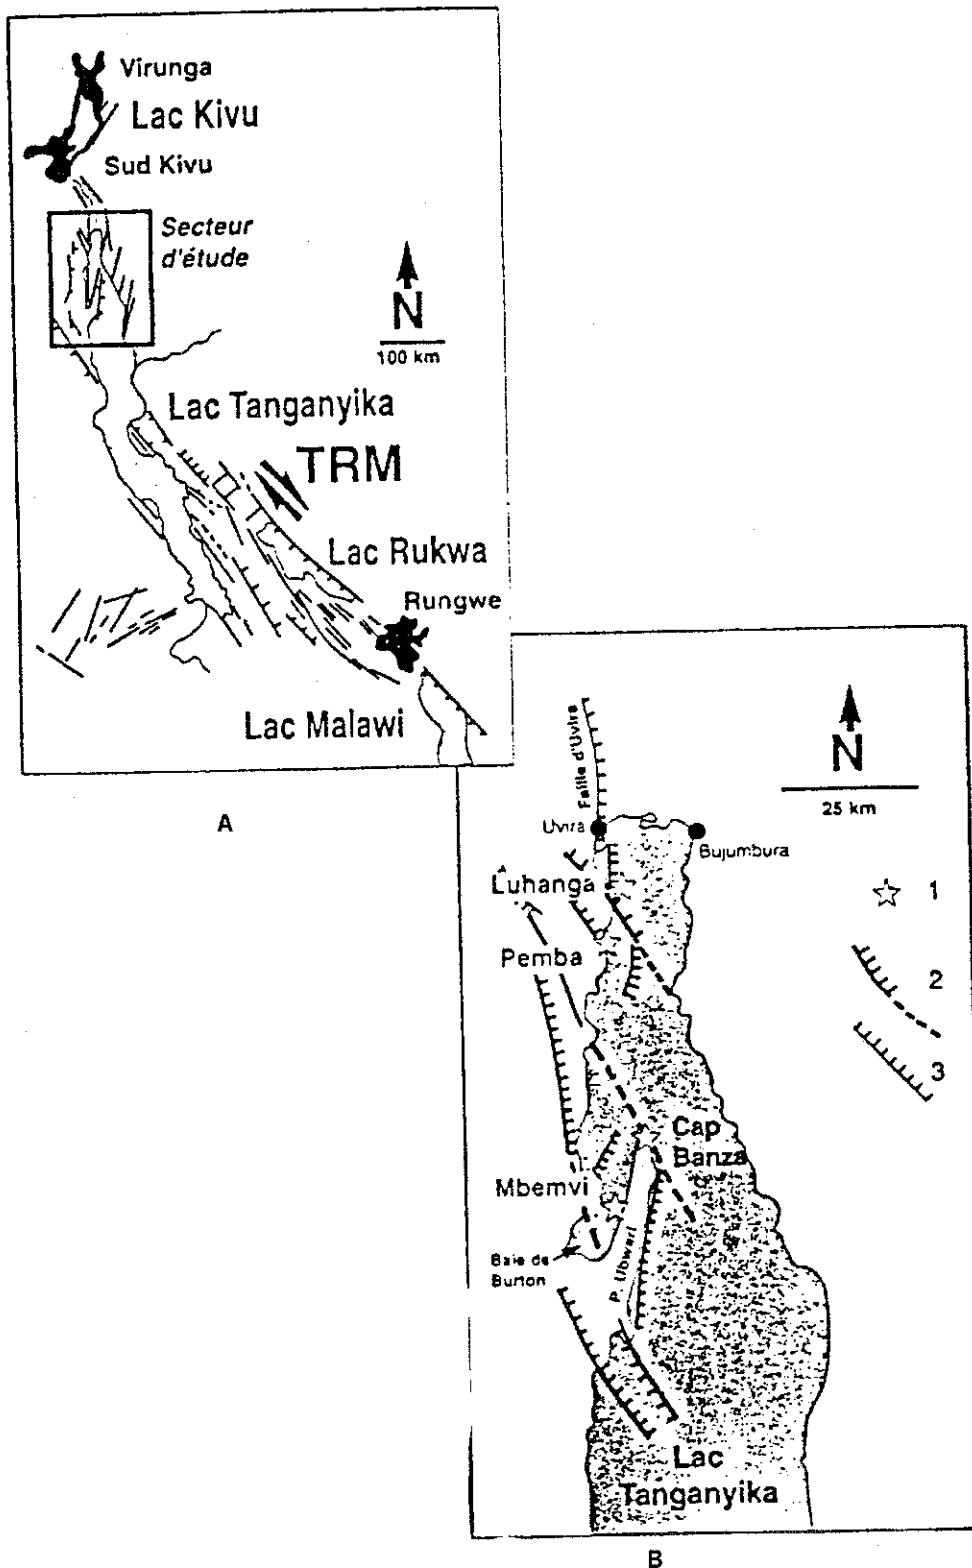 Virunga
Lac Kivu
Sud Kivu
Secteur
d'étude
N
100 km
Lac Tanganyika
TRM
Lac Rukwa
Rungwe
Lac Malawi
A
Faille d'Uvira
N
25 km
Uvira
Bujumbura
Luhanga
1
Pemba
2
3
Cap
Banza
Mbemvi
Baie de
Burton
P. Ubwari
Lac
Tanganyika
B